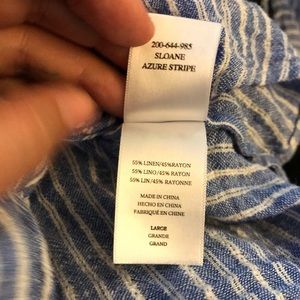 200-644-985
SLOANE
AZURE STRIPE
55% LINEN/45%RAYON
55% LINO/45% RAYON
55% LIN/45% RAYONNE
MADE IN CHINA
HECHO EN CHINA
FABRIQUÉ EN CHINE
LARGE
GRANDE
GRAND